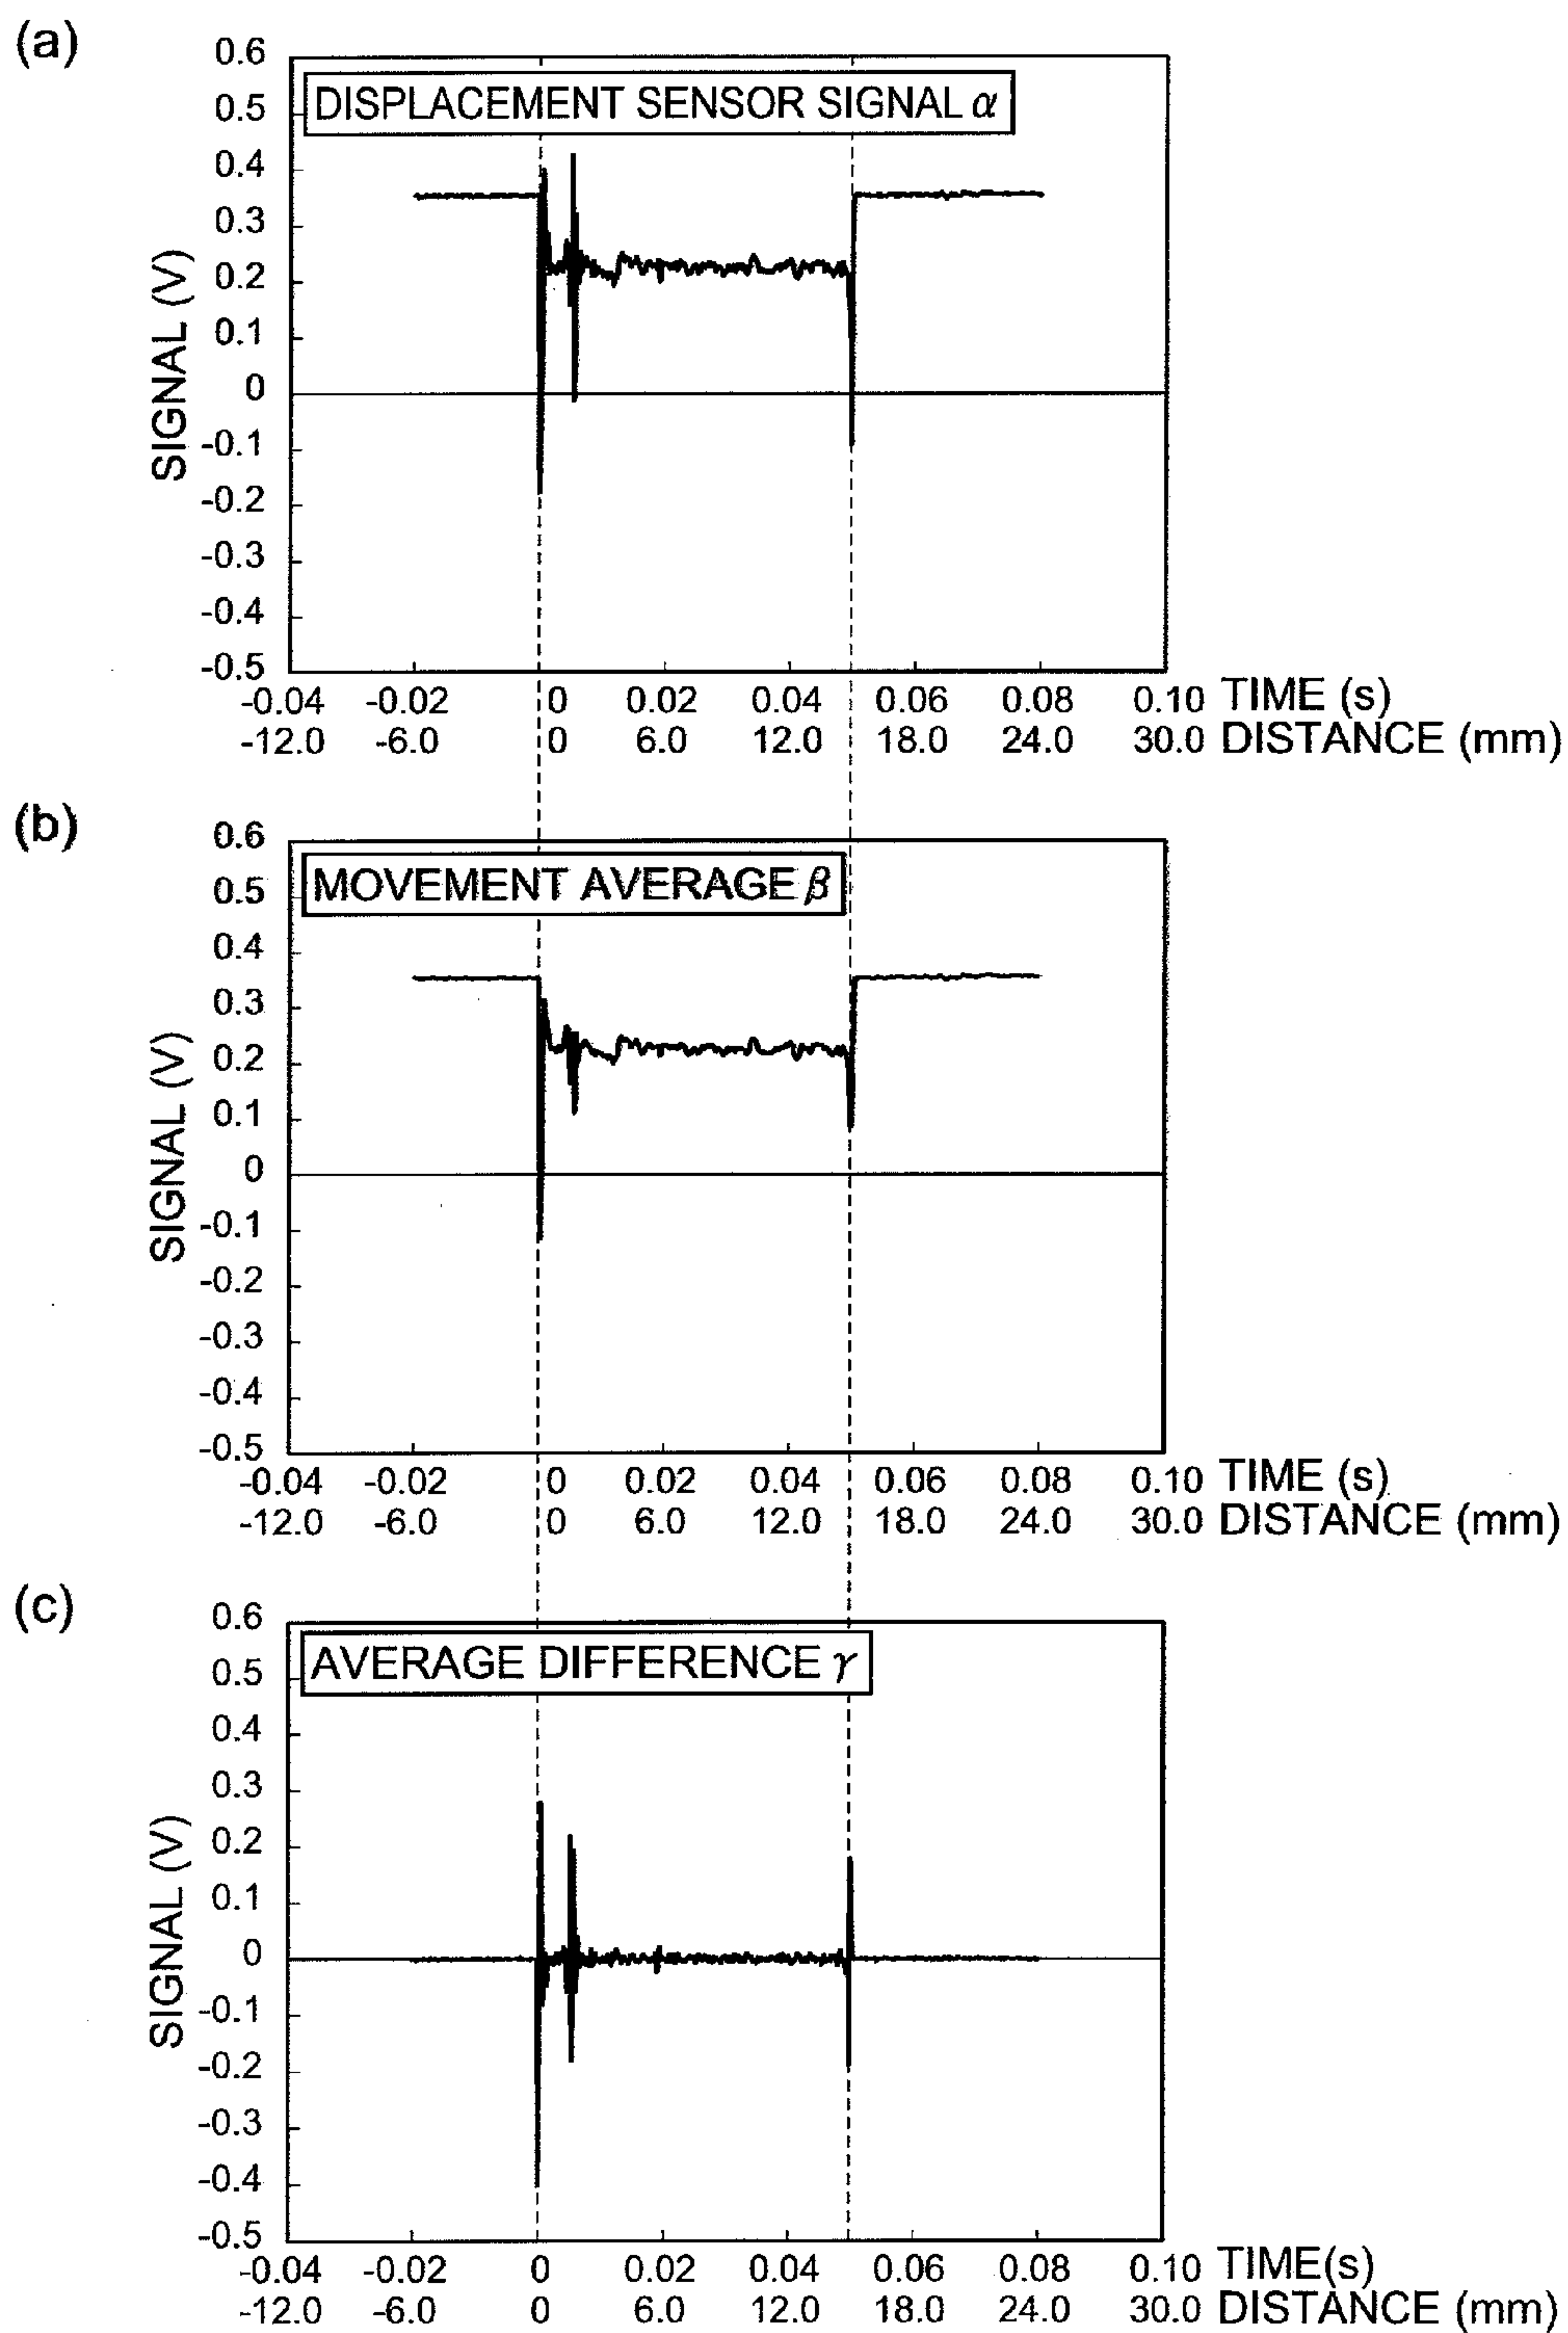 (a)
DISPLACEMENT SENSOR SIGNAL α
0.6
0.5
0.4
0.3
0.2
0.1
0
-0.1
-0.2
-0.3
-0.4
-0.5
SIGNAL (V)
-0.04 -0.02 0 0.02 0.04 0.06 0.08 0.10 TIME (s)
-12.0 -6.0 0 6.0 12.0 18.0 24.0 30.0 DISTANCE (mm)
(b)
MOVEMENT AVERAGE β
0.6
0.5
0.4
0.3
0.2
0.1
0
-0.1
-0.2
-0.3
-0.4
-0.5
SIGNAL (V)
-0.04 -0.02 0 0.02 0.04 0.06 0.08 0.10 TIME (s)
-12.0 -6.0 0 6.0 12.0 18.0 24.0 30.0 DISTANCE (mm)
(c)
AVERAGE DIFFERENCE γ
0.6
0.5
0.4
0.3
0.2
0.1
0
-0.1
-0.2
-0.3
-0.4
-0.5
SIGNAL (V)
-0.04 -0.02 0 0.02 0.04 0.06 0.08 0.10 TIME(s)
-12.0 -6.0 0 6.0 12.0 18.0 24.0 30.0 DISTANCE (mm)